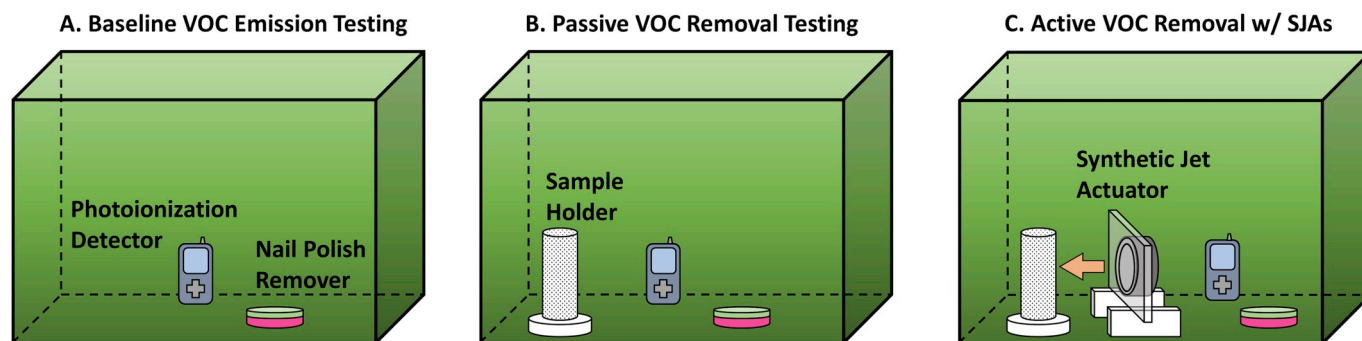 A. Baseline VOC Emission Testing
Photoionization
Detector
Nail Polish
Remover
B. Passive VOC Removal Testing
Sample
Holder
C. Active VOC Removal w/ SJAs
Synthetic Jet
Actuator